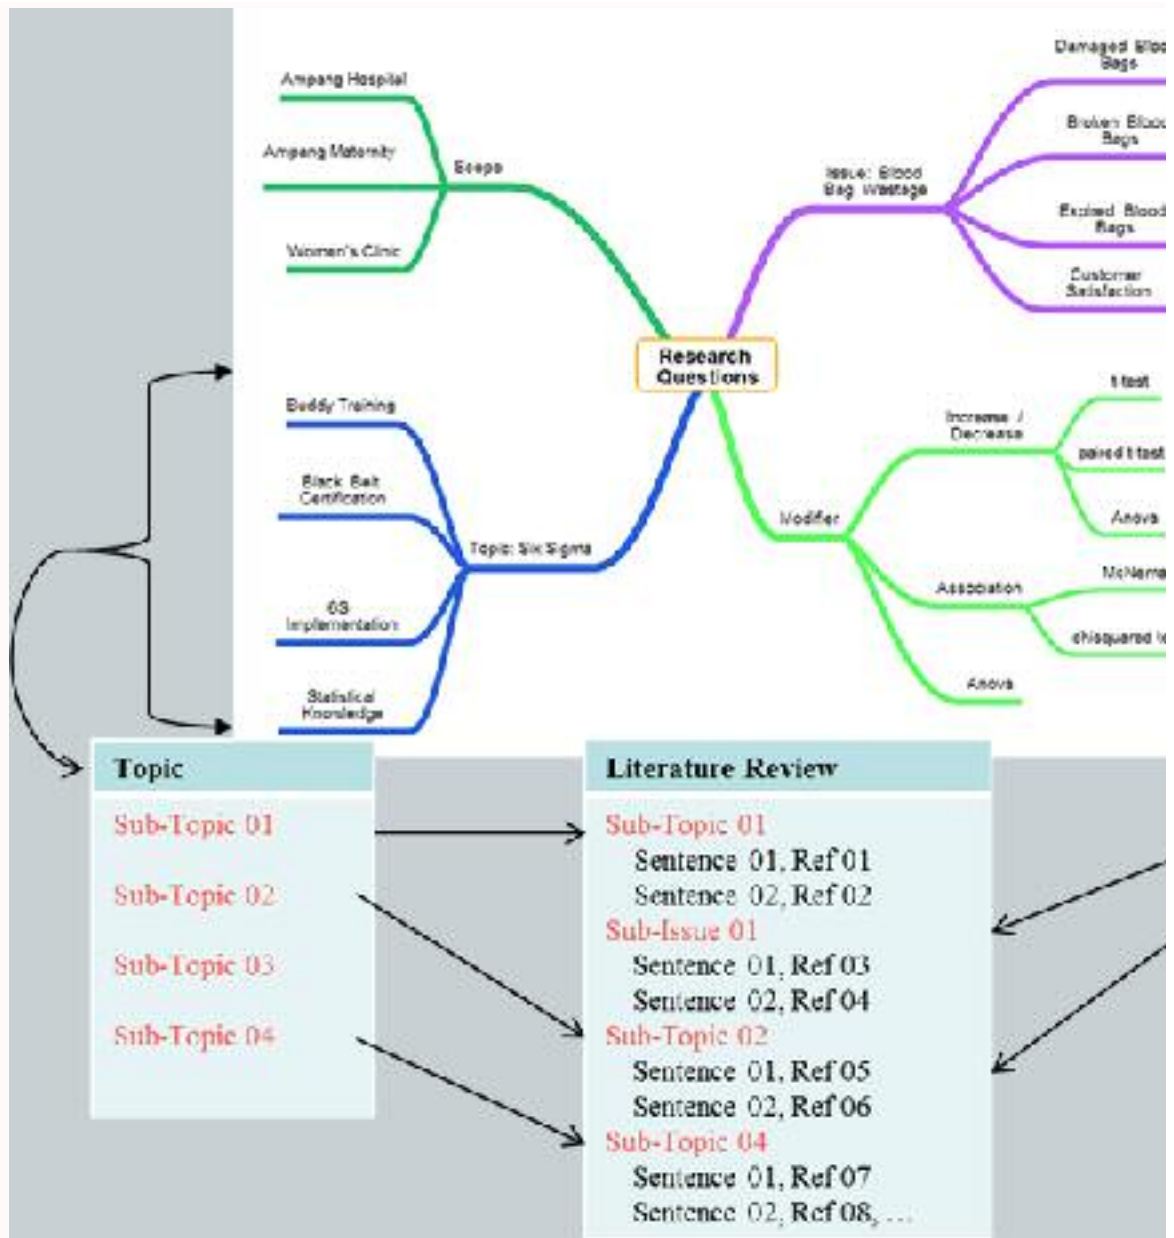 Ampang Hospital
Ampang Maternity
Scope
Women's Clinic
Issue: Blood
Bag Wastage
Damaged
Bags
Broken Blood
Bags
Expired Blood
Bags
Customer
Satisfaction
Research
Questions
Buddy Training
Black Belt
Certification
Topic: Six Sigma
6S
Implementation
Statistical
Knowledge
Modifier
Increase /
Decrease
t test
paired t test
Anova
Association
chisquared
Anova
Topic
Sub-Topic 01
Sub-Topic 02
Sub-Topic 03
Sub-Topic 04
Literature Review
Sub-Topic 01
Sentence 01, Ref 01
Sentence 02, Ref 02
Sub-Issue 01
Sentence 01, Ref 03
Sentence 02, Ref 04
Sub-Topic 02
Sentence 01, Ref 05
Sentence 02, Ref 06
Sub-Topic 04
Sentence 01, Ref 07
Sentence 02, Ref 08, ...